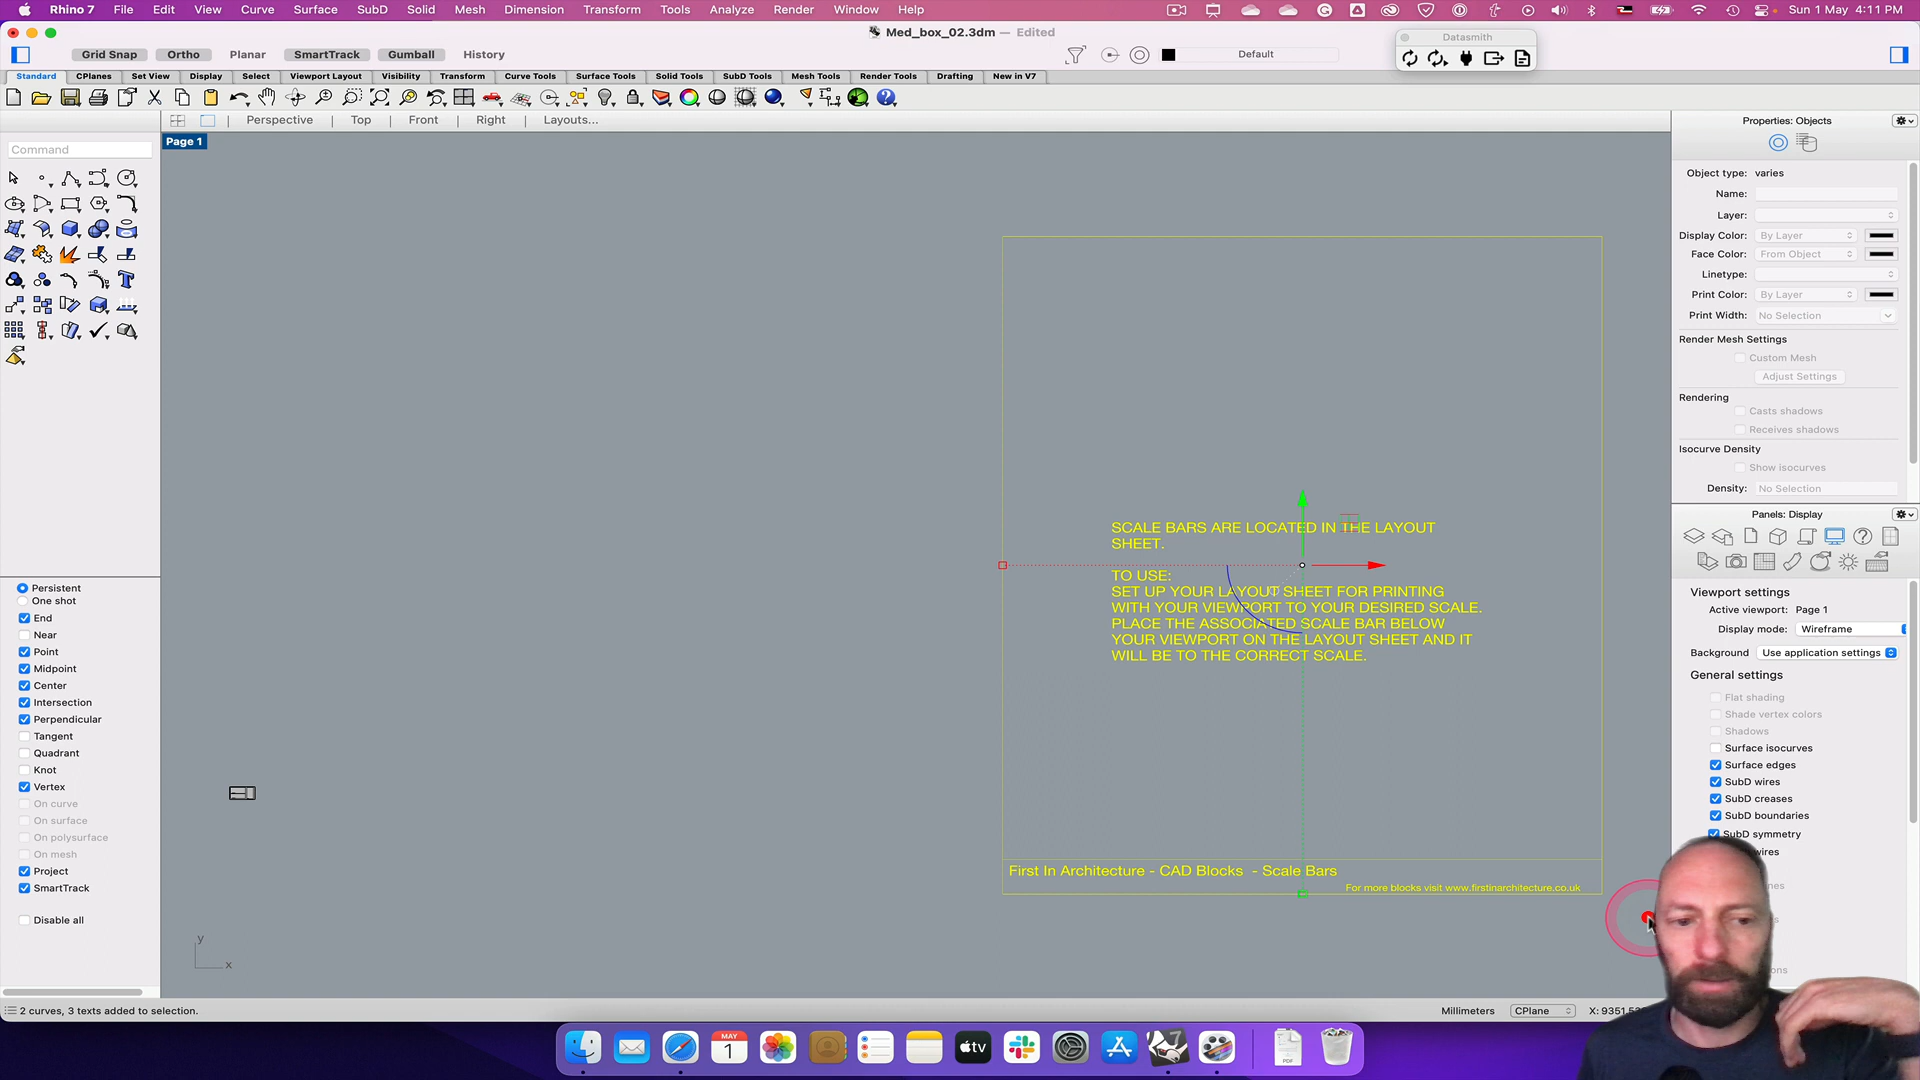 Rhino 7 File Edit View Curve Surface SubD Solid Mesh Dimension Transform Tools Analyze Render Window Help
Sun 1 May 4:11 PM
Med_box_02.3dm — Edited
Grid Snap Ortho Planar SmartTrack Gumball History
Default
Datasmith
Standard CPlanes Set View Display Select Viewport Layout Visibility Transform Curve Tools Surface Tools Solid Tools SubD Tools Mesh Tools Render Tools Drafting New in V7
Perspective Top Front Right Layouts...
Page 1
Command
Persistent
One shot
End
Near
Point
Midpoint
Center
Intersection
Perpendicular
Tangent
Quadrant
Knot
Vertex
On curve
On surface
On polysurface
On mesh
Project
SmartTrack
Disable all
SCALE BARS ARE LOCATED IN THE LAYOUT
SHEET.
TO USE:
SET UP YOUR LAYOUT SHEET FOR PRINTING
WITH YOUR VIEWPORT TO YOUR DESIRED SCALE.
PLACE THE ASSOCIATED SCALE BAR BELOW
YOUR VIEWPORT ON THE LAYOUT SHEET AND IT
WILL BE TO THE CORRECT SCALE.
First In Architecture - CAD Blocks - Scale Bars
For more blocks visit www.firstinarchitecture.co.uk
y
x
Properties: Objects
Object type: varies
Name:
Layer:
Display Color: By Layer
Face Color: From Object
Linetype:
Print Color: By Layer
Print Width: No Selection
Render Mesh Settings
Custom Mesh
Adjust Settings
Rendering
Casts shadows
Receives shadows
Isocurve Density
Show isocurves
Density: No Selection
Panels: Display
Viewport settings
Active viewport: Page 1
Display mode: Wireframe
Background Use application settings
General settings
Flat shading
Shade vertex colors
Shadows
Surface isocurves
Surface edges
SubD wires
SubD creases
SubD boundaries
SubD symmetry
2 curves, 3 texts added to selection.
Millimeters CPlane
MAY
1
tv
PDF